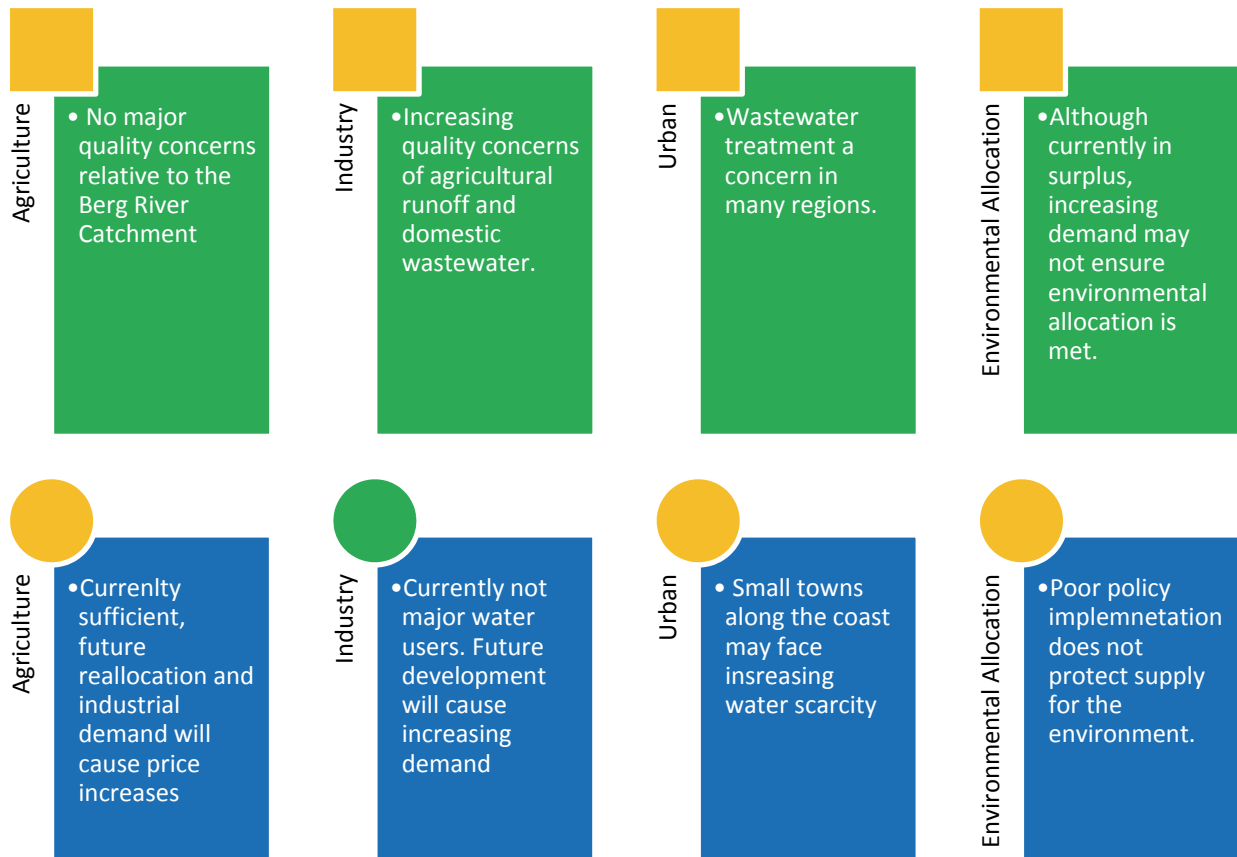 Agriculture
• No major
quality concerns
relative to the
Berg River
Catchment
Industry
•Increasing
quality concerns
of agricultural
runoff and
domestic
wastewater.
Urban
•Wastewater
treatment a
concern in
many regions.
Environmental Allocation
•Although
currently in
surplus,
increasing
demand may
not ensure
environmental
allocation is
met.
Agriculture
•Currenlty
sufficient,
future
reallocation and
industrial
demand will
cause price
increases
Industry
•Currently not
major water
users. Future
development
will cause
increasing
demand
Urban
• Small towns
along the coast
may face
insreasing
water scarcity
Environmental Allocation
•Poor policy
implemnetation
does not
protect supply
for the
environment.